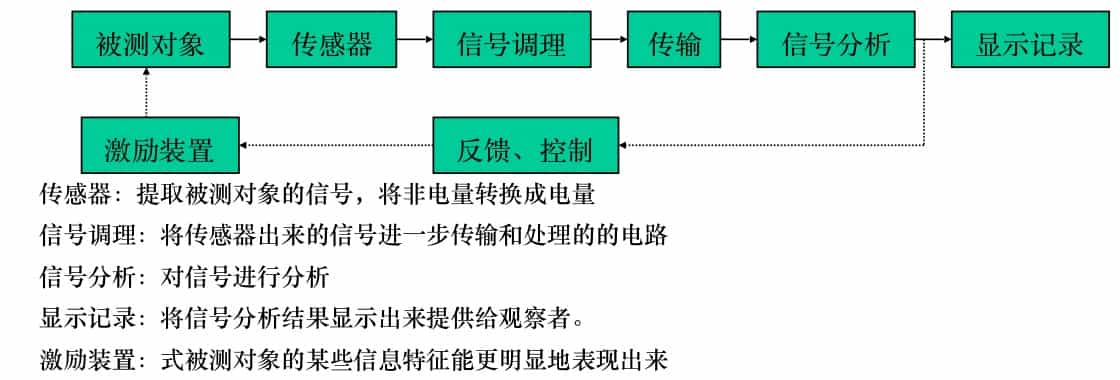 被测对象 传感器 信号调理 传输 信号分析 显示记录
激励装置 反馈、控制
传感器：提取被测对象的信号，将非电量转换成电量
信号调理：将传感器出来的信号进一步传输和处理的的电路
信号分析：对信号进行分析
显示记录：将信号分析结果显示出来提供给观察者。
激励装置：式被测对象的某些信息特征能更明显地表现出来